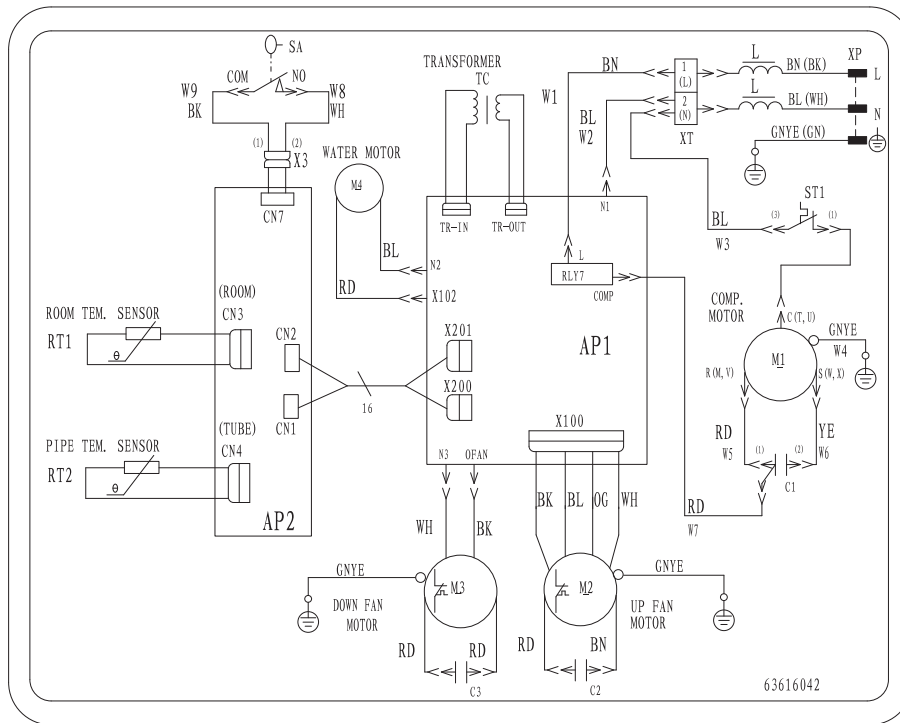 SA
COM
NO
W9
BK
W8
WH
(1)
(2)
X3
CN7
TRANSFORMER
TC
WATER MOTOR
M4
BL
RD
TR-IN
TR-OUT
N2
X102
BN
W1
BL
W2
N1
1
(L)
2
(N)
XT
L
BN(BK)
XP
L
L
BL(WH)
N
GNYE(GN)
ST1
BL
(3)
(1)
W3
L
RLY7
COMP
AP1
COMP.
MOTOR
C(T,U)
GNYE
W4
M1
R(M,V)
S(W,X)
RD
W5
(1)
(2)
YE
W6
C1
RD
W7
(ROOM)
CN3
ROOM TEM. SENSOR
RT1
θ
CN2
CN1
16
X201
X200
(TUBE)
CN4
PIPE TEM. SENSOR
RT2
θ
AP2
X100
N3
OFAN
WH
BK
BK
BL
OG
WH
GNYE
M3
DOWN FAN
MOTOR
RD
RD
C3
M2
GNYE
UP FAN
MOTOR
RD
BN
C2
63616042